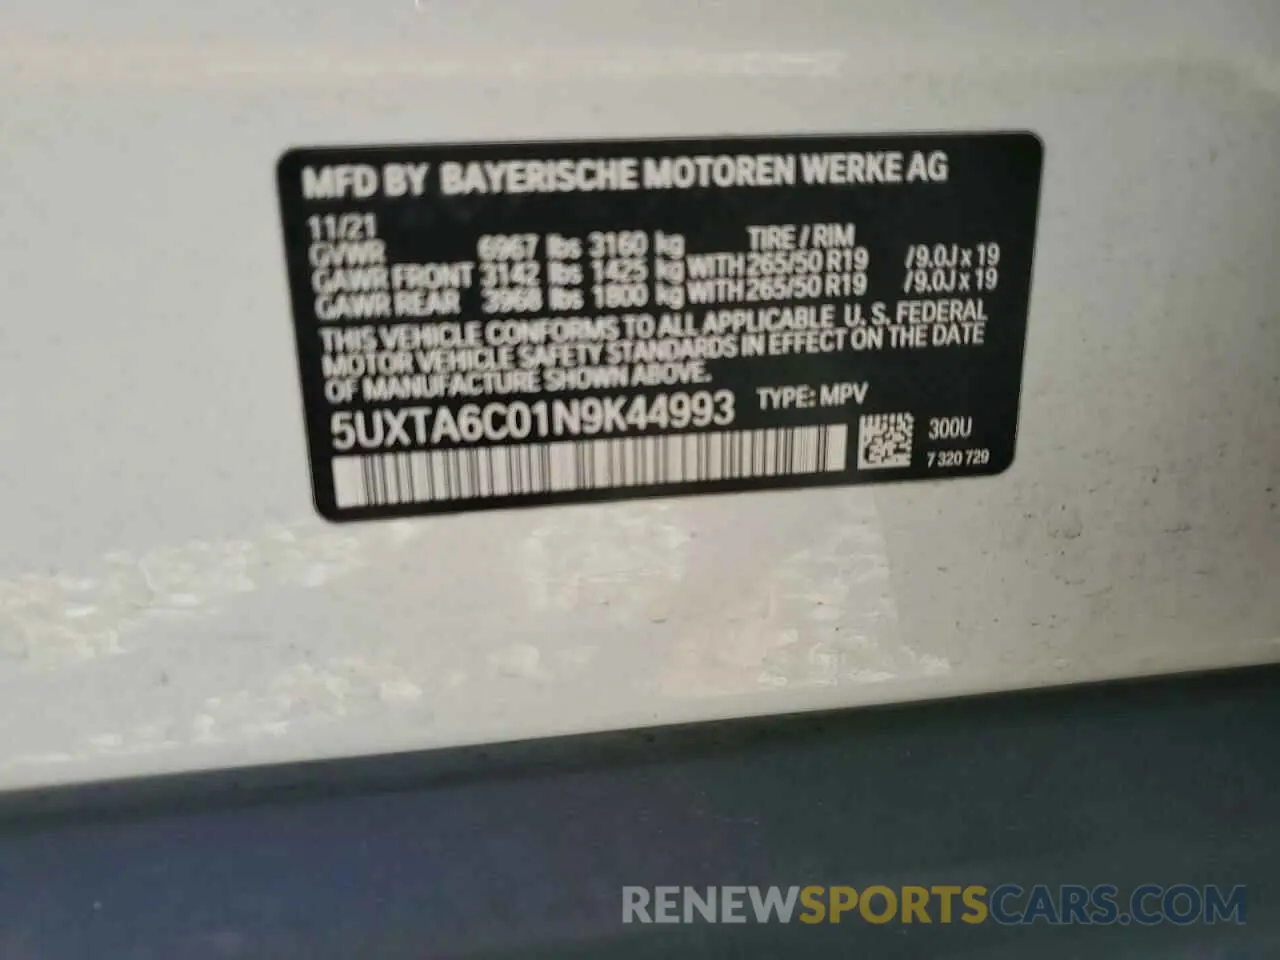 MFD BY BAYERISCHE MOTOREN WERKE AG
11/21
GVWR 6967 lbs 3160 kg TIRE / RIM
GAWR FRONT 3142 lbs 1425 kg WITH 265/50 R19 /9.0J x 19
GAWR REAR 3968 lbs 1800 kg WITH 265/50 R19 /9.0J x 19
THIS VEHICLE CONFORMS TO ALL APPLICABLE U.S. FEDERAL
MOTOR VEHICLE SAFETY STANDARDS IN EFFECT ON THE DATE
OF MANUFACTURE SHOWN ABOVE.
5UXTA6C01N9K44993 TYPE: MPV
300U
7 320 729
RENEWSPORTSCARS.COM